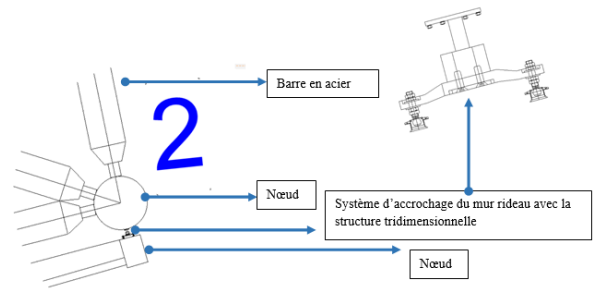 Barre en acier
2
Nœud
Système d’accrochage du mur rideau avec la
structure tridimensionnelle
Nœud